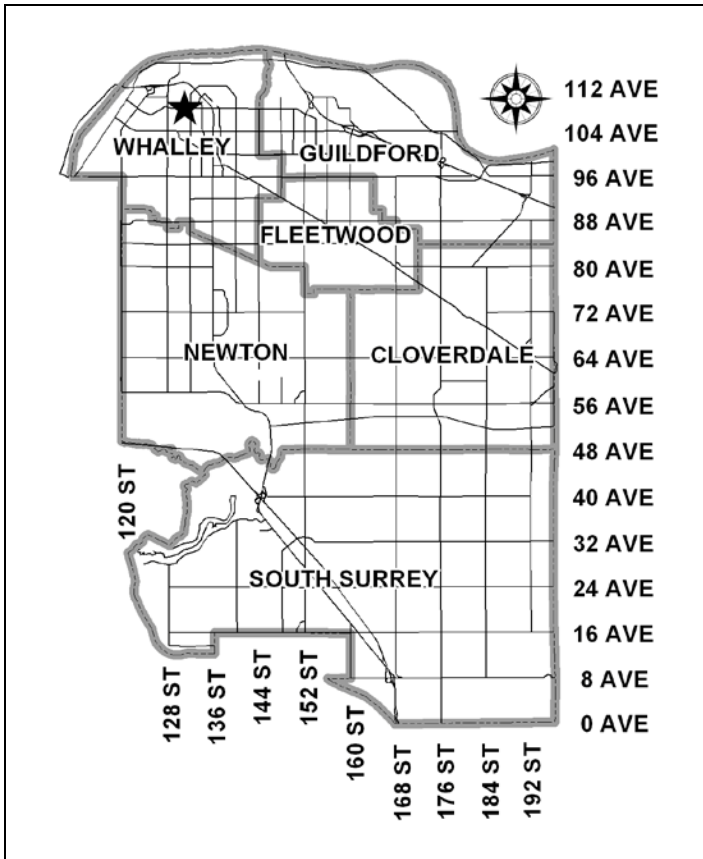 112 AVE
104 AVE
WHALLEY
GUILDFORD
96 AVE
88 AVE
FLEETWOOD
80 AVE
72 AVE
NEWTON
CLOVERDALE
64 AVE
56 AVE
48 AVE
120 ST
40 AVE
32 AVE
SOUTH SURREY
24 AVE
16 AVE
128 ST
136 ST
144 ST
152 ST
160 ST
8 AVE
0 AVE
168 ST
176 ST
184 ST
192 ST